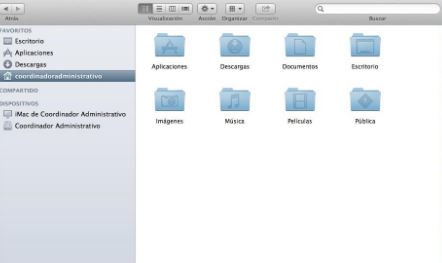 Atrás
Visualización
Acción
Organizar
Compartir
Buscar
FAVORITOS
Escritorio
Aplicaciones
Descargas
coordinadoradministrativo
COMPARTIDO
DISPOSITIVOS
iMac de Coordinador Administrativo
Coordinador Administrativo
Aplicaciones
Descargas
Documentos
Escritorio
Imágenes
Música
Películas
Pública